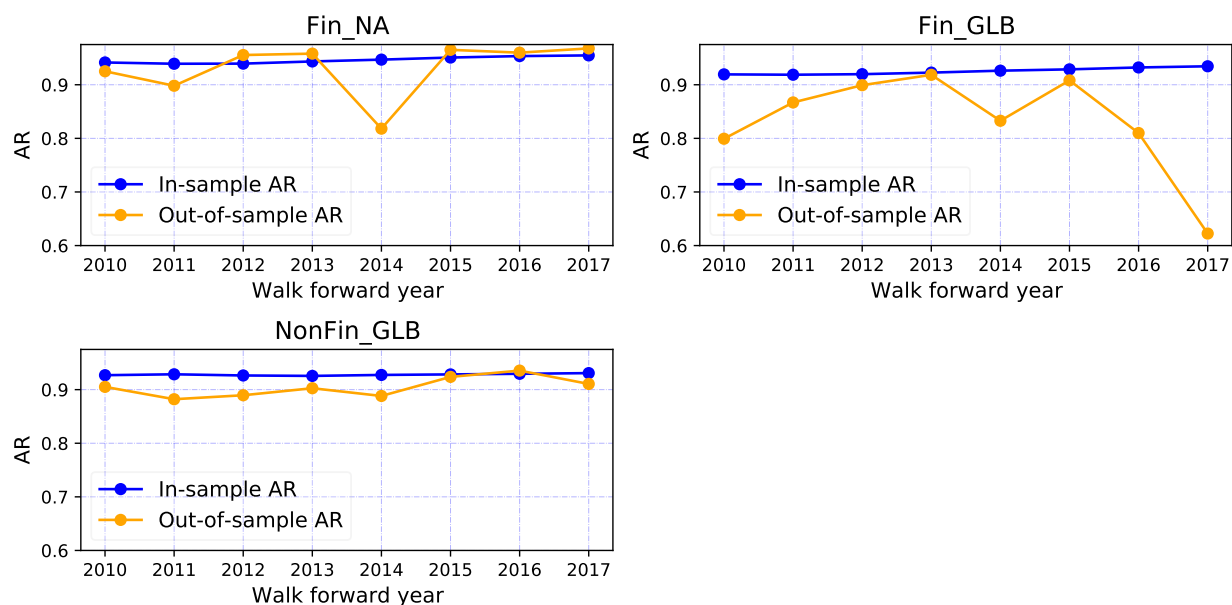 Fin_NA
AR
0.9
0.8
0.7
0.6
In-sample AR
Out-of-sample AR
2010 2011 2012 2013 2014 2015 2016 2017
Walk forward year
Fin_GLB
AR
0.9
0.8
0.7
0.6
In-sample AR
Out-of-sample AR
2010 2011 2012 2013 2014 2015 2016 2017
Walk forward year
NonFin_GLB
AR
0.9
0.8
0.7
0.6
In-sample AR
Out-of-sample AR
2010 2011 2012 2013 2014 2015 2016 2017
Walk forward year